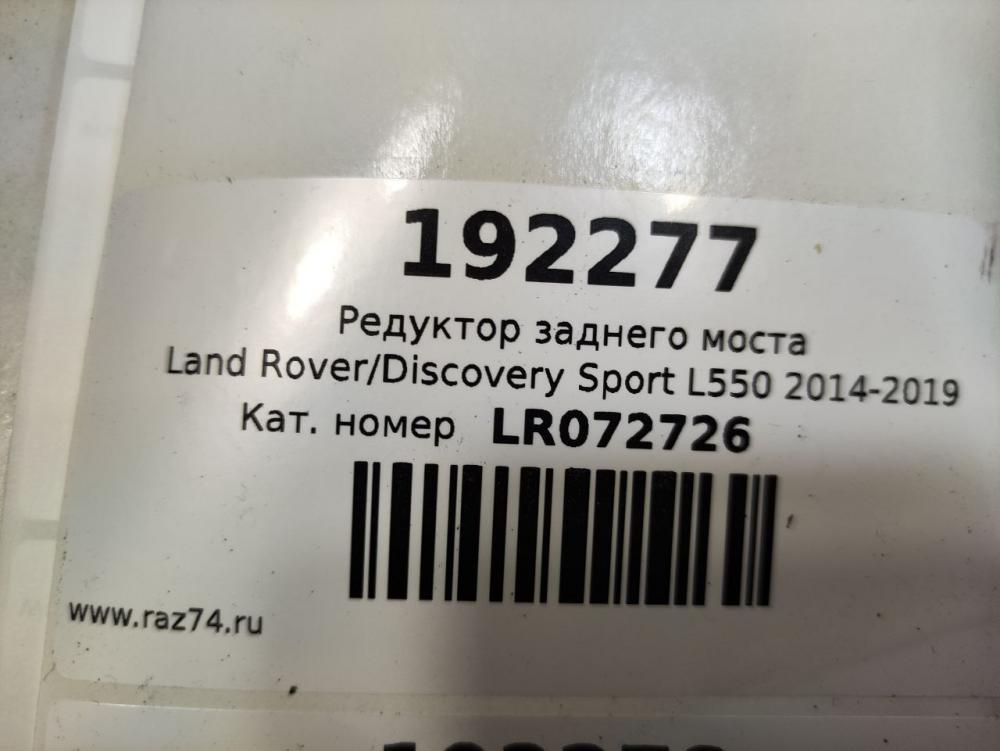 192277
Редуктор заднего моста
Land Rover/Discovery Sport L550 2014-2019
Кат. номер LR072726
www.raz74.ru